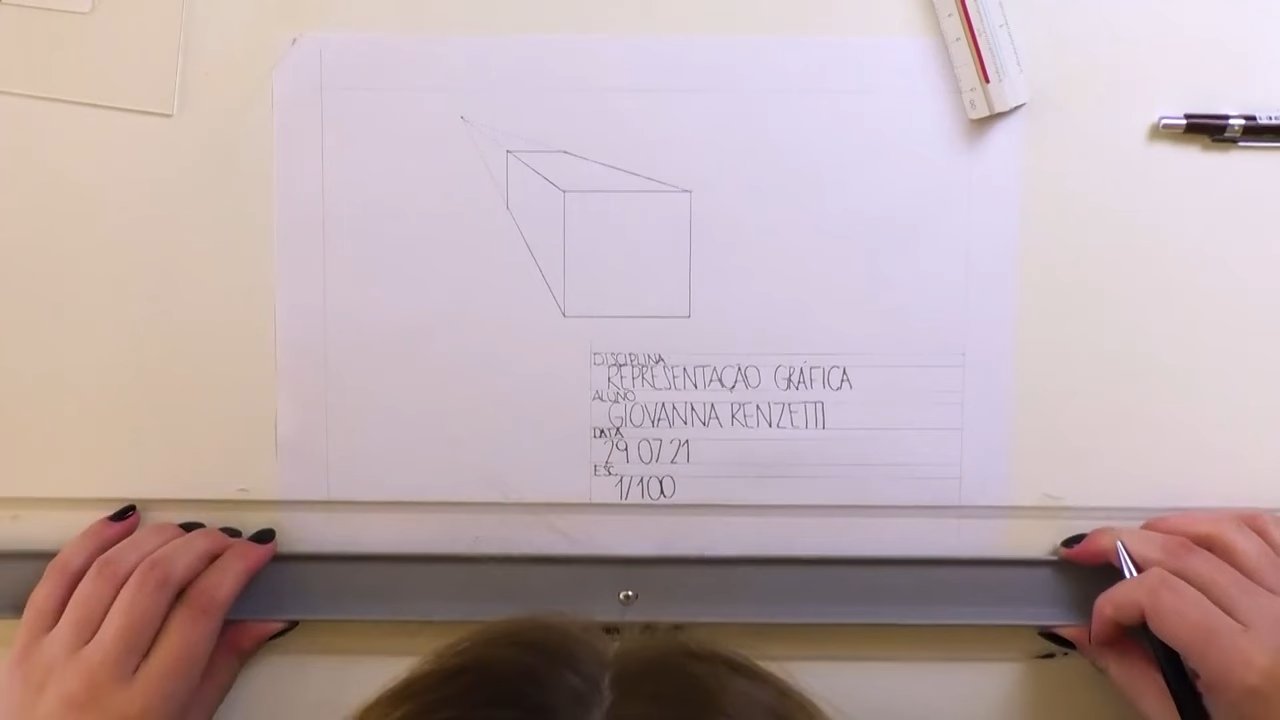 DISCIPLINA
REPRESENTAÇÃO GRÁFICA
ALUNO
GIOVANNA RENZETTI
DATA
29 07 21
ESC.
1/100